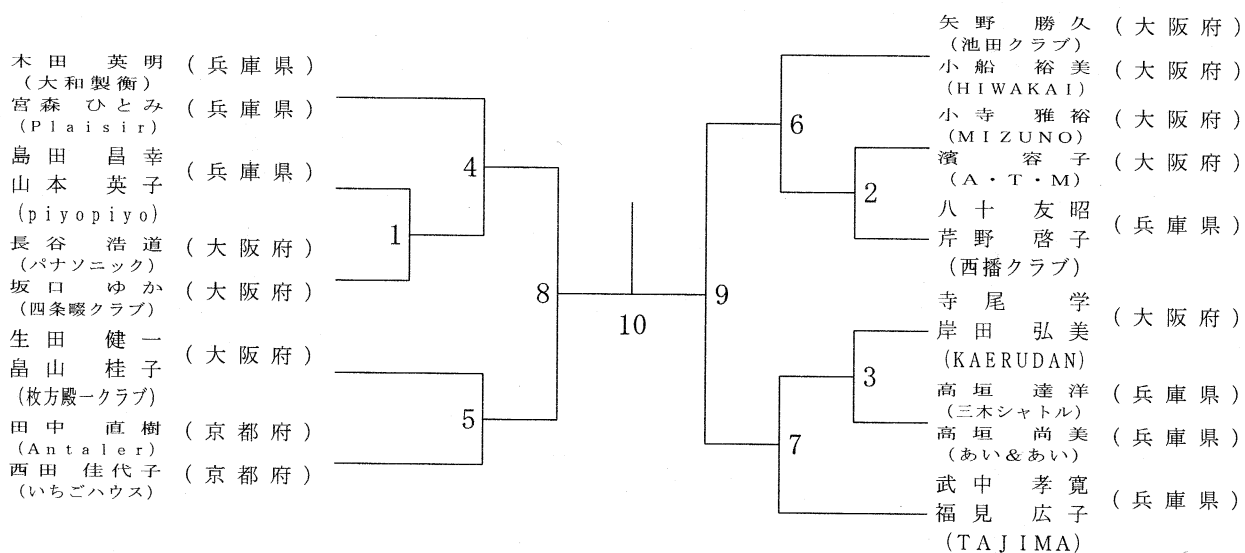 木田 英明 (兵庫県)
(大和製衡)
宮森 ひとみ (兵庫県)
(Plaisir)
島田 昌幸
(兵庫県)
山本 英子
(piyopiyo)
長谷 浩道 (大阪府)
(パナソニック)
坂口 ゆか (大阪府)
(四条畷クラブ)
生田 健一
(大阪府)
畠山 桂子
(枚方殿一クラブ)
田中 直樹 (京都府)
(Antaler)
西田 佳代子 (京都府)
(いちごハウス)
4
1
8
5
10
矢野 勝久 (大阪府)
(池田クラブ)
小船 裕美 (大阪府)
(HIWAKAI)
小寺 雅裕 (大阪府)
(MIZUNO)
濱 容子 (大阪府)
(A・T・M)
八十 友昭
(兵庫県)
芹野 啓子
(西播クラブ)
寺尾 学
(大阪府)
岸田 弘美
(KAERUDAN)
高垣 達洋 (兵庫県)
(三木シャトル)
高垣 尚美 (兵庫県)
(あい&あい)
武中 孝寛
(兵庫県)
福見 広子
(TAJIMA)
6
2
9
3
7